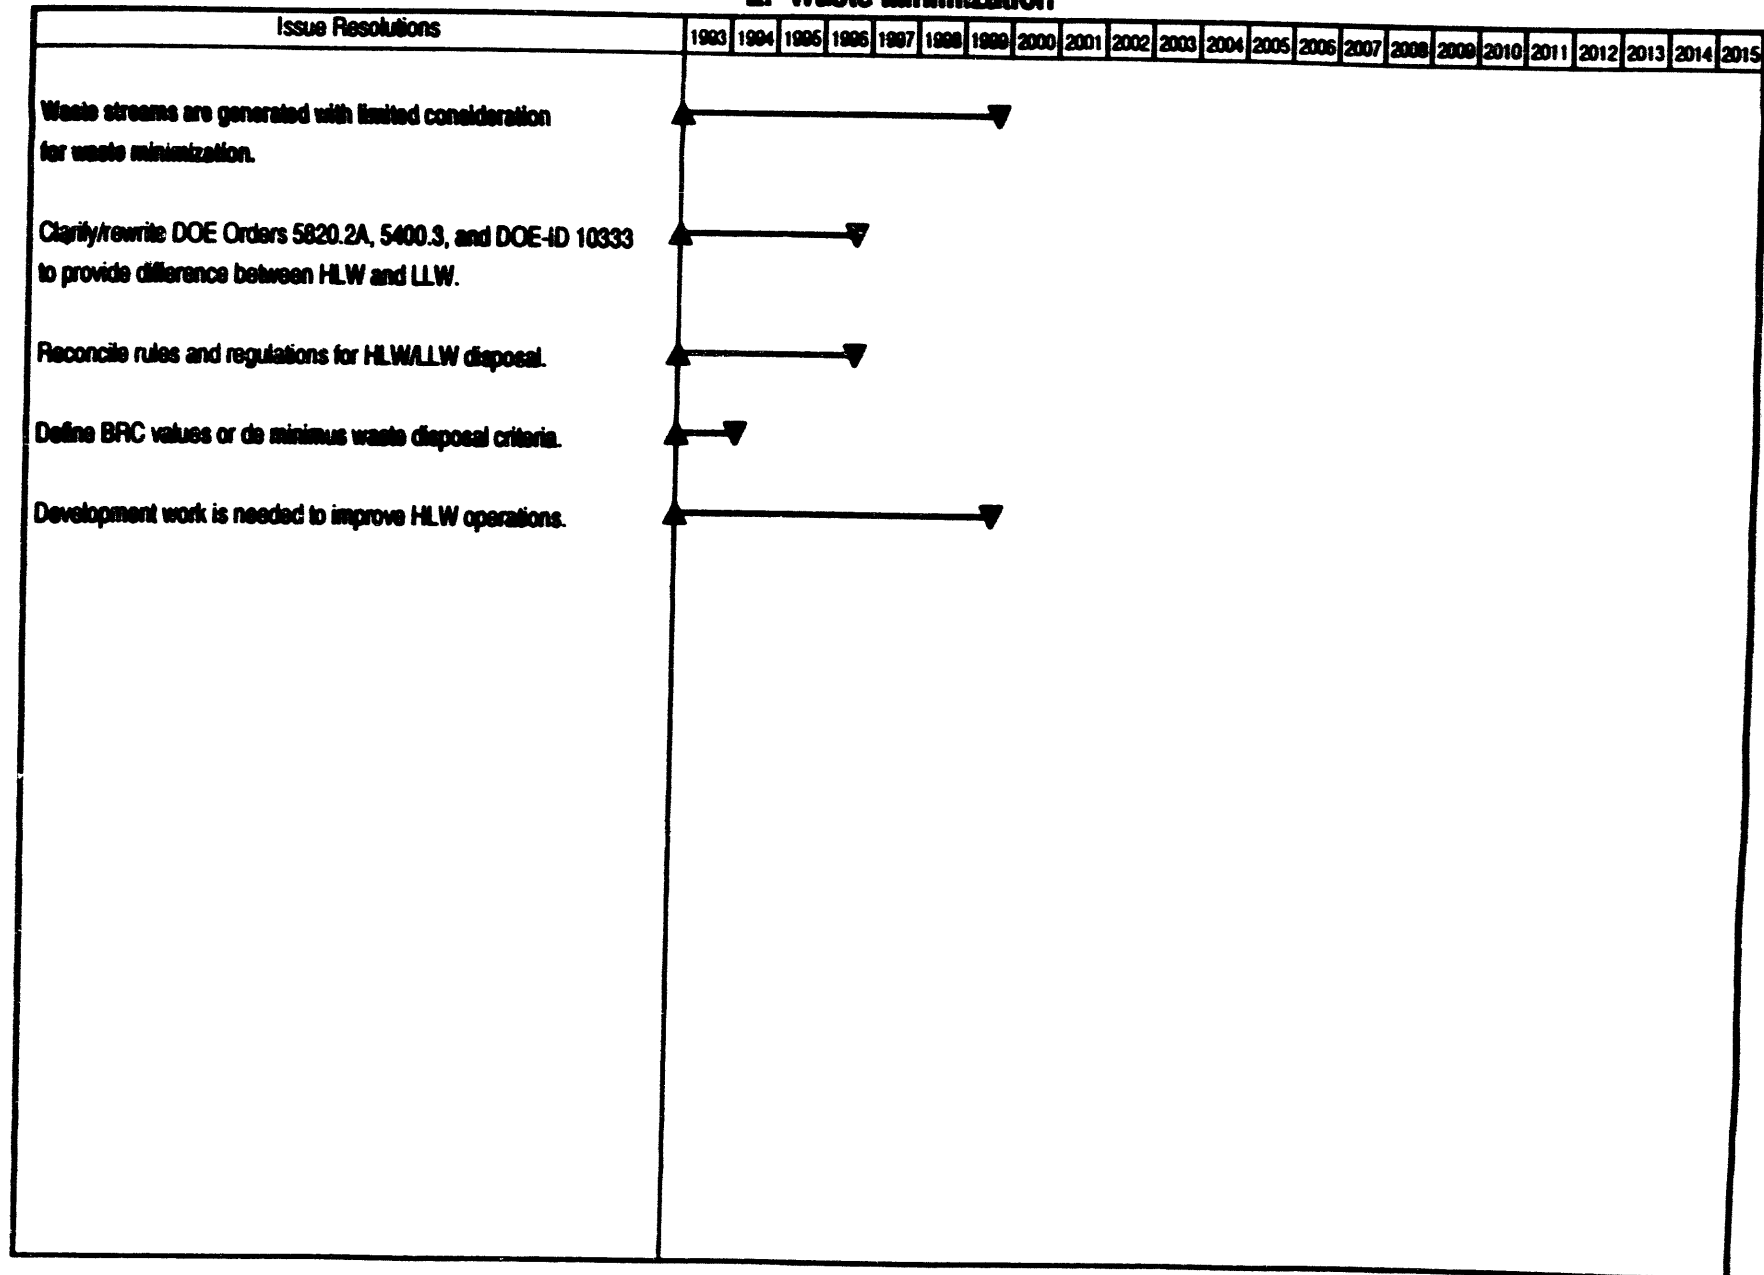 Waste Minimization
Issue Resolutions
1993 1994 1995 1996 1997 1998 1999 2000 2001 2002 2003 2004 2005 2006 2007 2008 2009 2010 2011 2012 2013 2014 2015
Waste streams are generated with limited consideration
for waste minimization.
Clarify/rewrite DOE Orders 5820.2A, 5400.3, and DOE-ID 10333
to provide difference between HLW and LLW.
Reconcile rules and regulations for HLW/LLW disposal.
Define BRC values or de minimus waste disposal criteria.
Development work is needed to improve HLW operations.